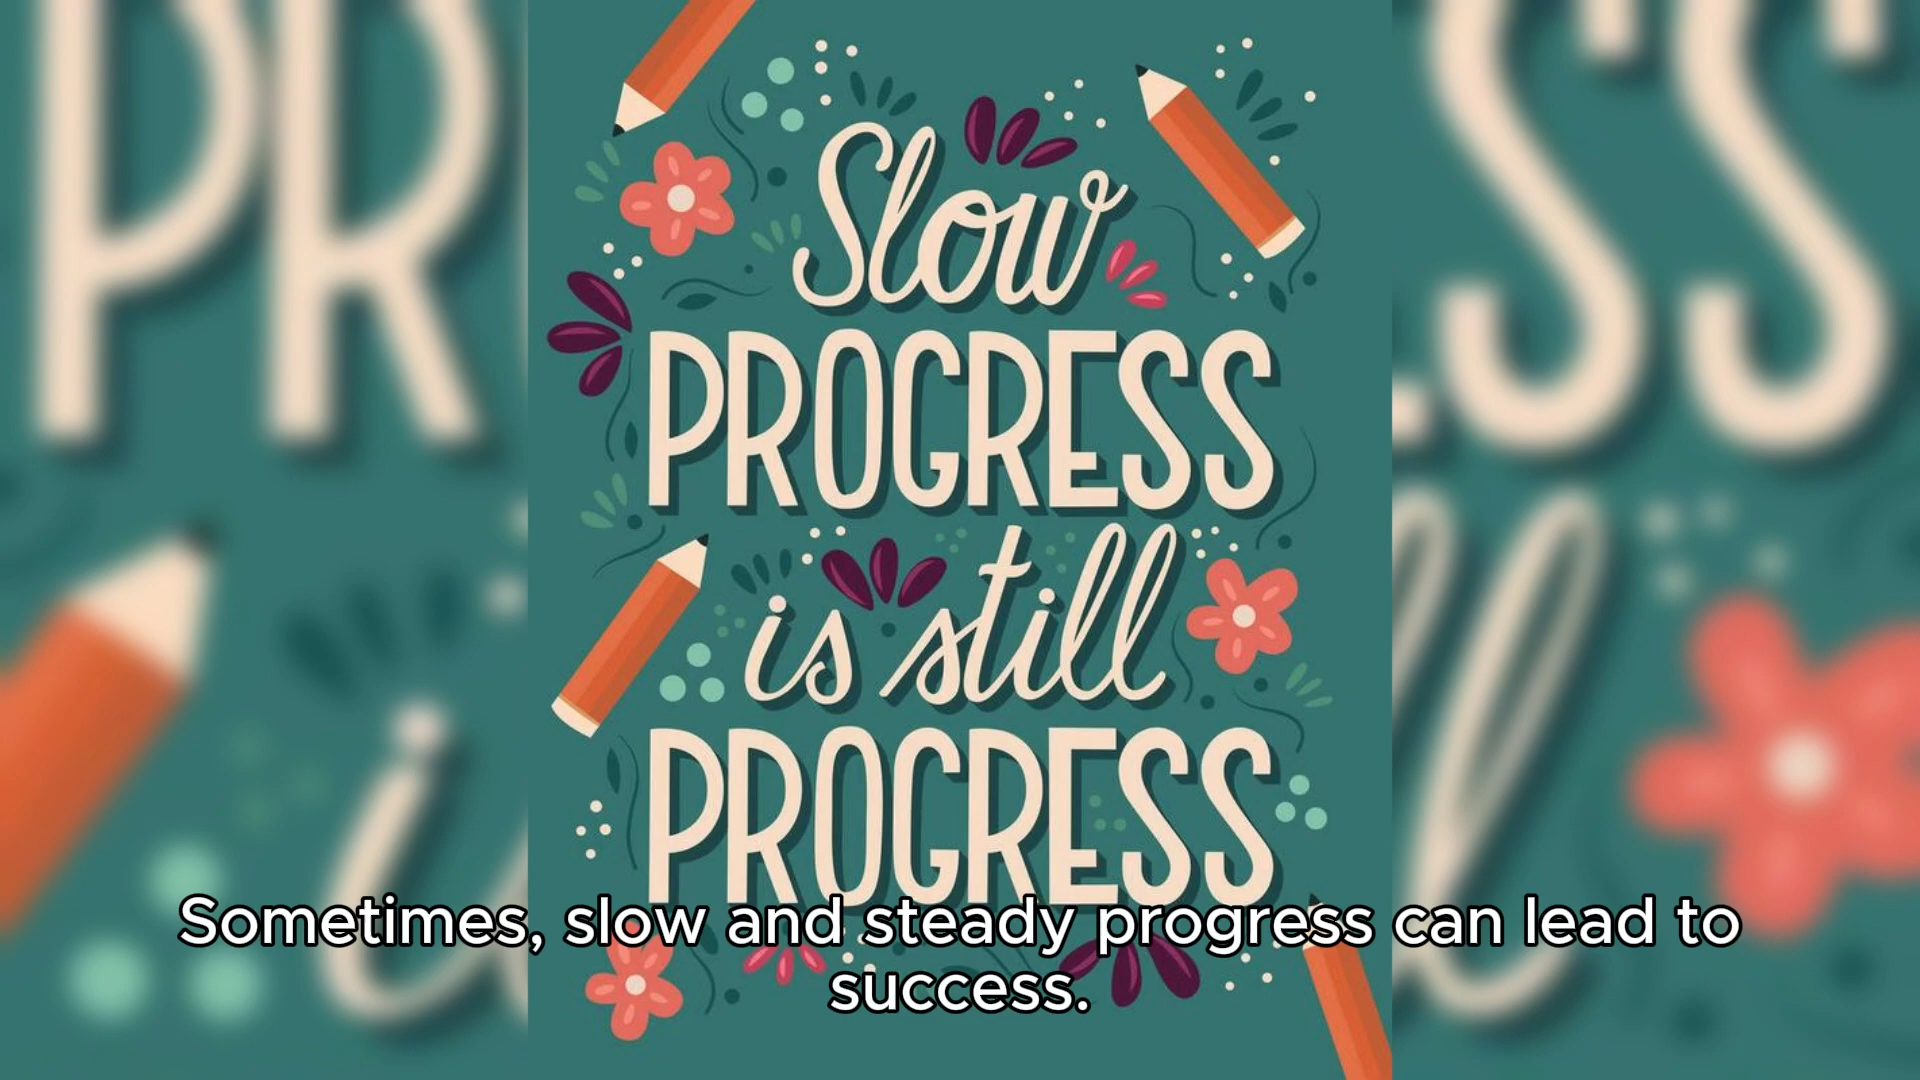 Slow
PROGRESS
is still
PROGRESS
Sometimes, slow and steady progress can lead to
success.